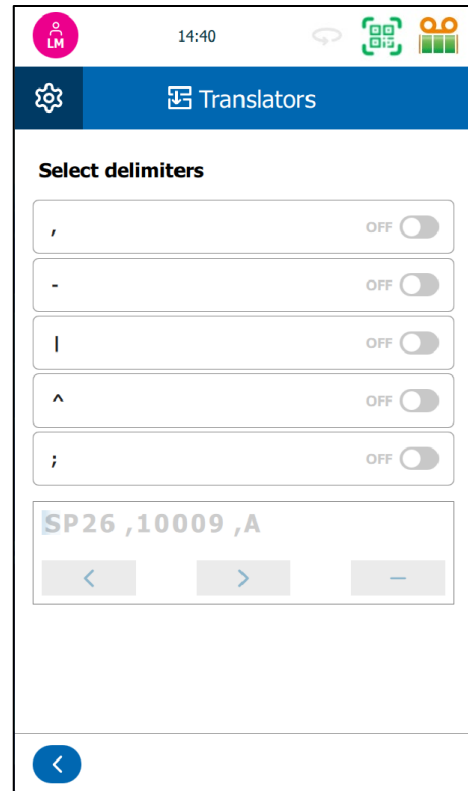 LM
14:40
Translators
Select delimiters
, OFF
- OFF
| OFF
^ OFF
; OFF
SP26 ,10009 ,A
< > −
<